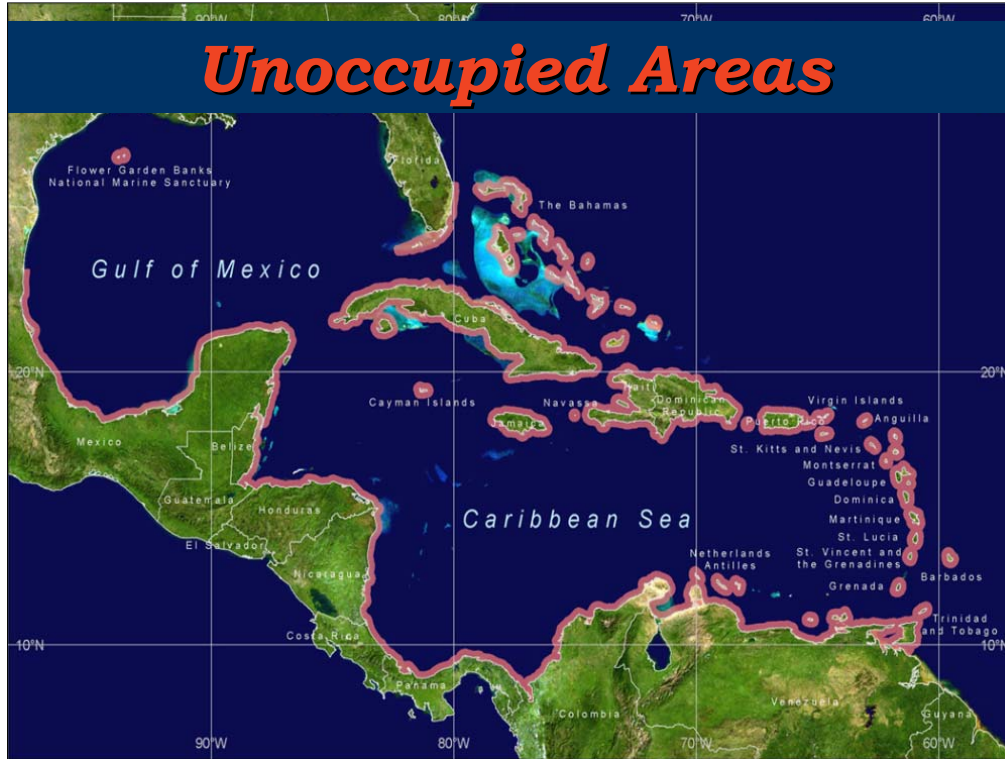 90°W
80°W
70°W
60°W
Unoccupied Areas
Florida
Flower Garden Banks
National Marine Sanctuary
The Bahamas
Gulf of Mexico
Cuba
20°N
20°N
Cayman Islands
Navassa
Haiti
Dominican
Republic
Jamaica
Puerto Rico
Virgin Islands
Anguilla
Mexico
Belize
St. Kitts and Nevis
Montserrat
Guadeloupe
Dominica
Guatemala
Honduras
Caribbean Sea
Martinique
St. Lucia
El Salvador
Netherlands
Antilles
St. Vincent and
the Grenadines
Nicaragua
Grenada
Barbados
Trinidad
and Tobago
Costa Rica
10°N
10°N
Panama
Colombia
Venezuela
Guyana
90°W
80°W
70°W
60°W